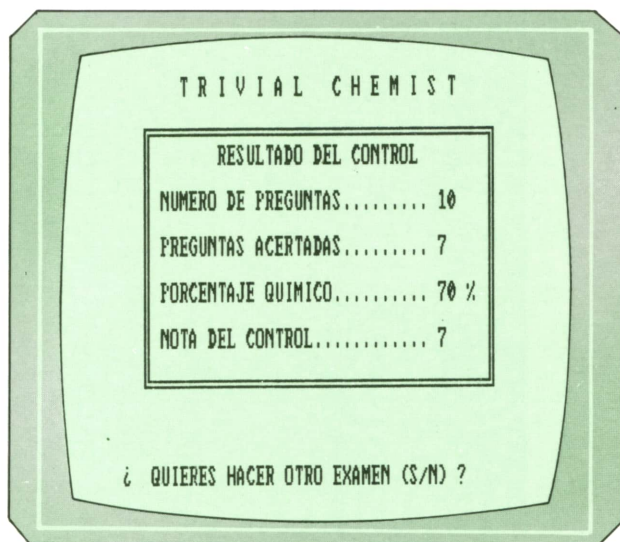 TRIVIAL CHEMIST
RESULTADO DEL CONTROL
NUMERO DE PREGUNTAS......... 10
PREGUNTAS ACERTADAS......... 7
PORCENTAJE QUIMICO.......... 70 %
NOTA DEL CONTROL............ 7
¿ QUIERES HACER OTRO EXAMEN (S/N) ?